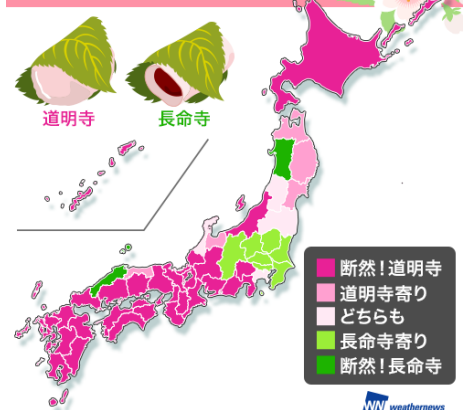 道明寺
長命寺
断然！道明寺
道明寺寄り
どちらも
長命寺寄り
断然！長命寺
WN weathernews